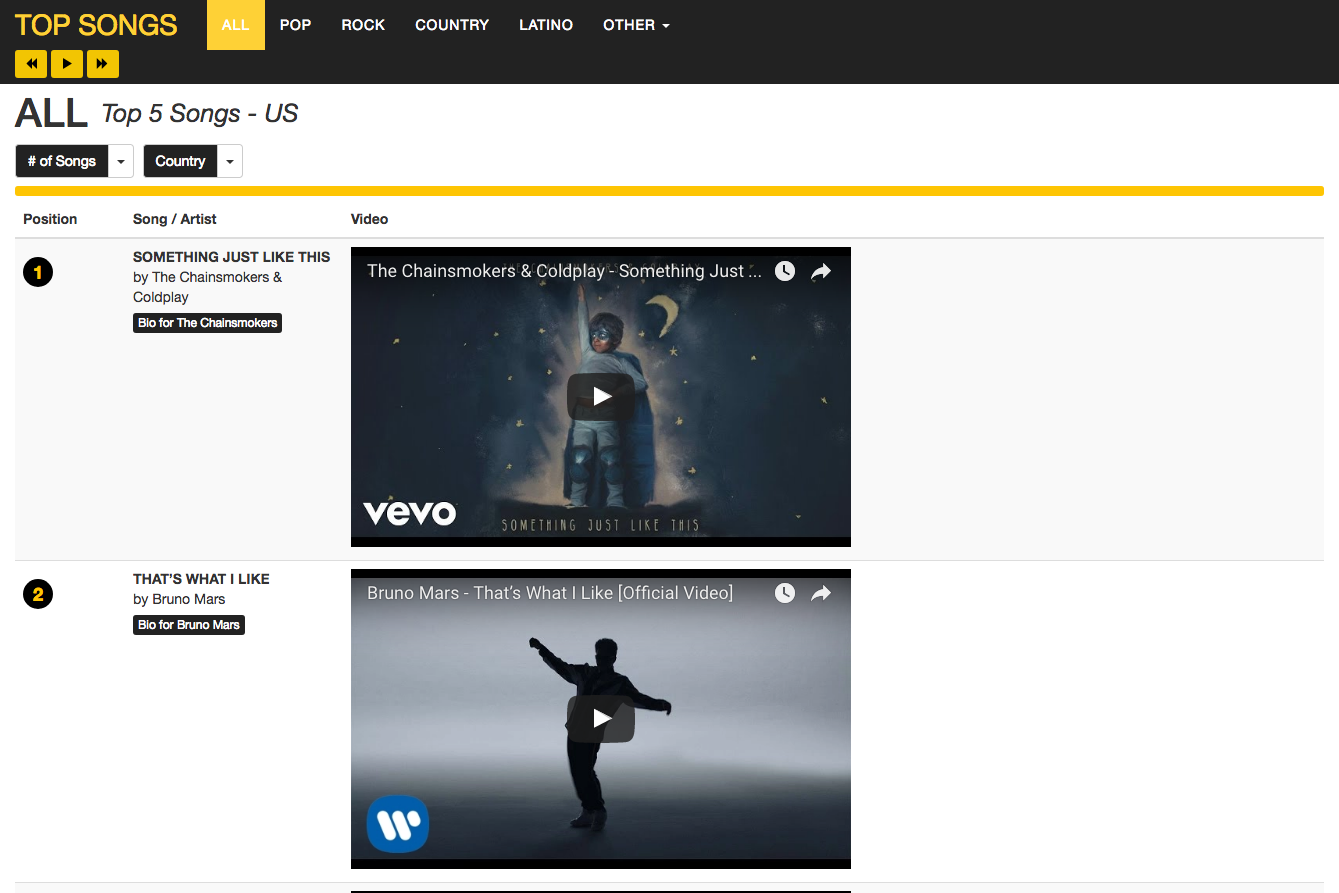 TOP SONGS
ALL POP ROCK COUNTRY LATINO OTHER
ALL Top 5 Songs - US
# of Songs Country
Position Song / Artist Video
1
SOMETHING JUST LIKE THIS
by The Chainsmokers &
Coldplay
Bio for The Chainsmokers
The Chainsmokers & Coldplay - Something Just ...
vevo
SOMETHING JUST LIKE THIS
2
THAT’S WHAT I LIKE
by Bruno Mars
Bio for Bruno Mars
Bruno Mars - That’s What I Like [Official Video]